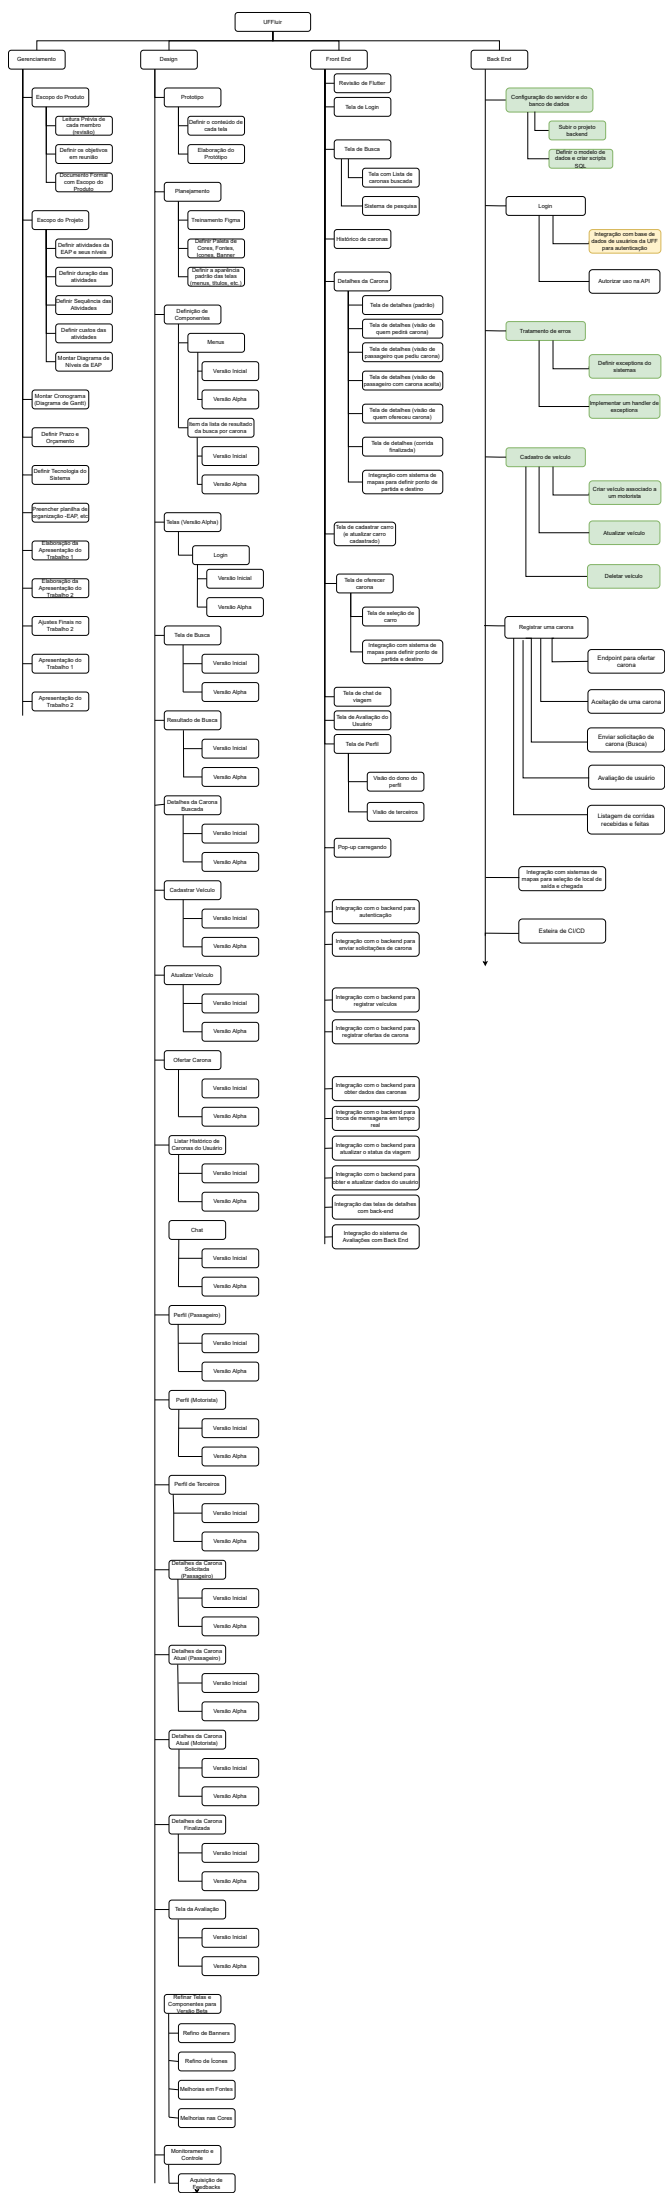 UFFluir
Gerenciamento
Escopo do Produto
Leitura Prévia de
cada membro
(revisão)
Definir os objetivos
em reunião
Documento Formal
com Escopo do
Produto
Escopo do Projeto
Definir atividades da
EAP e seus níveis
Definir duração das
atividades
Definir Sequência das
Atividades
Definir custos das
atividades
Montar Diagrama de
Níveis da EAP
Montar Cronograma
(Diagrama de Gantt)
Definir Prazo e
Orçamento
Definir Tecnologia do
Sistema
Preencher planilha de
organização -EAP, etc
Elaboração da
Apresentação do
Trabalho 1
Elaboração da
Apresentação do
Trabalho 2
Ajustes Finais no
Trabalho 2
Apresentação do
Trabalho 1
Apresentação do
Trabalho 2
Design
Prototipo
Definir o conteúdo de
cada tela
Elaboração do
Protótipo
Planejamento
Treinamento Figma
Definir Paleta de
Cores, Fontes,
Ícones, Banner
Definir a aparência
padrão das telas
(menus, títulos, etc.)
Definição de
Componentes
Menus
Versão Inicial
Versão Alpha
Item da lista de resultado
da busca por carona
Versão Inicial
Versão Alpha
Telas (Versão Alpha)
Login
Versão Inicial
Versão Alpha
Tela de Busca
Versão Inicial
Versão Alpha
Resultado de Busca
Versão Inicial
Versão Alpha
Detalhes da Carona
Buscada
Versão Inicial
Versão Alpha
Cadastrar Veículo
Versão Inicial
Versão Alpha
Atualizar Veículo
Versão Inicial
Versão Alpha
Ofertar Carona
Versão Inicial
Versão Alpha
Listar Histórico de
Caronas do Usuário
Versão Inicial
Versão Alpha
Chat
Versão Inicial
Versão Alpha
Perfil (Passageiro)
Versão Inicial
Versão Alpha
Perfil (Motorista)
Versão Inicial
Versão Alpha
Perfil de Terceiros
Versão Inicial
Versão Alpha
Detalhes da Carona
Solicitada
(Passageiro)
Versão Inicial
Versão Alpha
Detalhes da Carona
Atual (Passageiro)
Versão Inicial
Versão Alpha
Detalhes da Carona
Atual (Motorista)
Versão Inicial
Versão Alpha
Detalhes da Carona
Finalizada
Versão Inicial
Versão Alpha
Tela da Avaliação
Versão Inicial
Versão Alpha
Refinar Telas e
Componentes para
Versão Beta
Refino de Banners
Refino de Ícones
Melhorias em Fontes
Melhorias nas Cores
Monitoramento e
Controle
Aquisição de
Feedbacks
Front End
Revisão de Flutter
Tela de Login
Tela de Busca
Tela com Lista de
caronas buscada
Sistema de pesquisa
Histórico de caronas
Detalhes da Carona
Tela de detalhes (padrão)
Tela de detalhes (visão de
quem pedirá carona)
Tela de detalhes (visão de
passageiro que pediu carona)
Tela de detalhes (visão de
passageiro com carona aceita)
Tela de detalhes (visão de
quem ofereceu carona)
Tela de detalhes (corrida
finalizada)
Integração com sistema de
mapas para definir ponto de
partida e destino
Tela de cadastrar carro
(e atualizar carro
cadastrado)
Tela de oferecer
carona
Tela de seleção de
carro
Integração com sistema de
mapas para definir ponto de
partida e destino
Tela de chat de
viagem
Tela de Avaliação do
Usuário
Tela de Perfil
Visão do dono do
perfil
Visão de terceiros
Pop-up carregando
Integração com o backend para
autenticação
Integração com o backend para
enviar solicitações de carona
Integração com o backend para
registrar veículos
Integração com o backend para
registrar ofertas de carona
Integração com o backend para
obter dados das caronas
Integração com o backend para
troca de mensagens em tempo
real
Integração com o backend para
atualizar o status da viagem
Integração com o backend para
obter e atualizar dados do usuário
Integração das telas de detalhes
com back-end
Integração do sistema de
Avaliações com Back End
Back End
Configuração do servidor e do
banco de dados
Subir o projeto
backend
Definir o modelo de
dados e criar scripts
SQL
Login
Integração com base de
dados de usuários da UFF
para autenticação
Autorizar uso na API
Tratamento de erros
Definir exceptions do
sistemas
Implementar um handler de
exceptions
Cadastro de veículo
Criar veículo associado a
um motorista
Atualizar veículo
Deletar veículo
Registrar uma carona
Endpoint para ofertar
carona
Aceitação de uma carona
Enviar solicitação de
carona (Busca)
Avaliação de usuário
Listagem de corridas
recebidas e feitas
Integração com sistemas de
mapas para seleção de local de
saída e chegada
Esteira de CI/CD